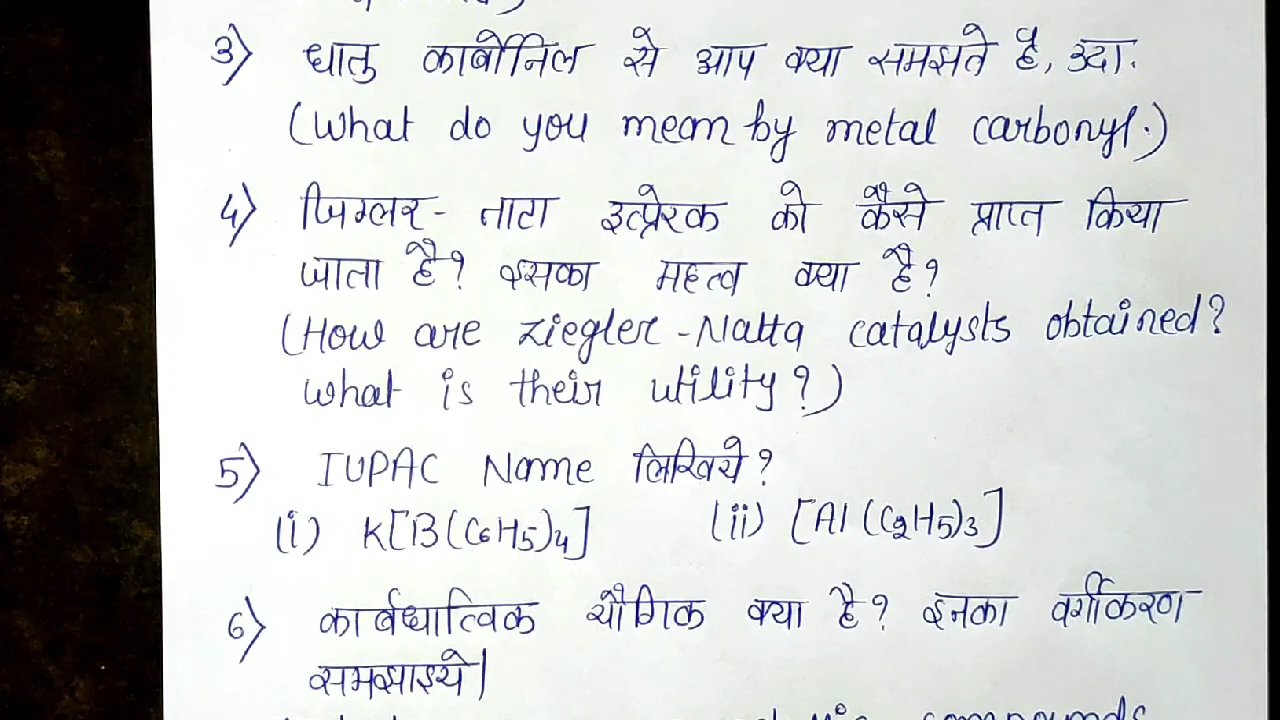 3) धातु कार्बोनिल से आप क्या समझते है, उदा.
(What do you mean by metal carbonyl.)
4) जिग्लर - नाटा उत्प्रेरक को कैसे प्राप्त किया
जाता है? इसका महत्व क्या है?
(How are Ziegler - Natta catalysts obtained?
what is their utility?)
5) IUPAC Name लिखिये?
(i) K[B(C6H5)4] (ii) [Al(C2H5)3]
6) कार्बधात्विक यौगिक क्या है? इनका वर्गीकरण
समझाइये।
compounds